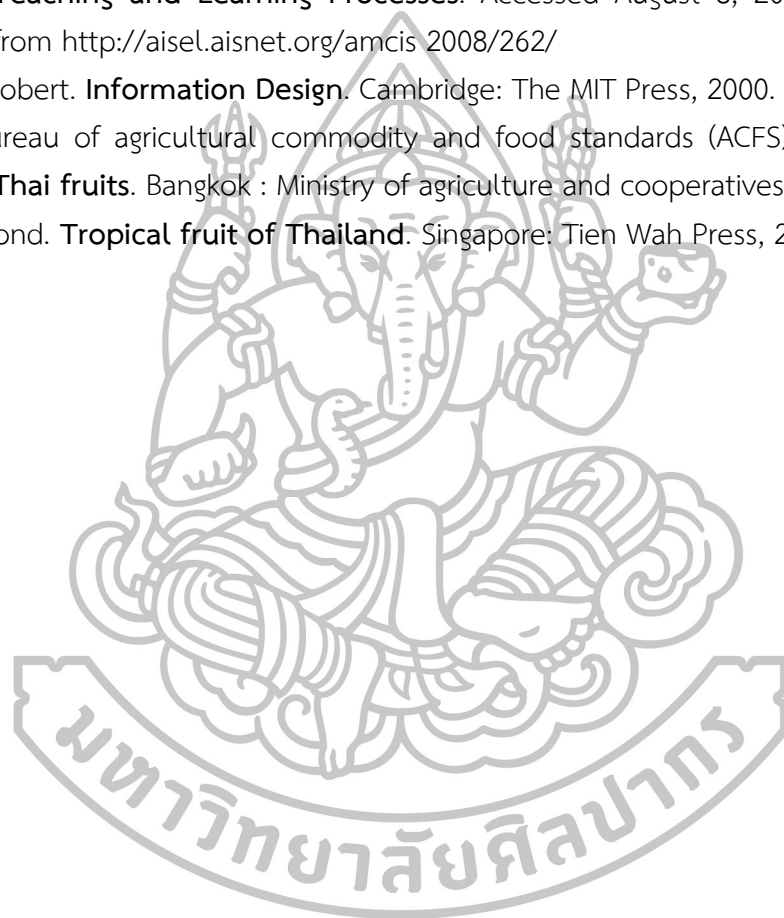 Teaching and Learning Processes. Accessed August 8, 20
from http://aisel.aisnet.org/amcis 2008/262/
obert. Information Design. Cambridge: The MIT Press, 2000.
ureau of agricultural commodity and food standards (ACFS)
Thai fruits. Bangkok : Ministry of agriculture and cooperatives
ond. Tropical fruit of Thailand. Singapore: Tien Wah Press, 2
มหาวิทยาลัยศิลปากร